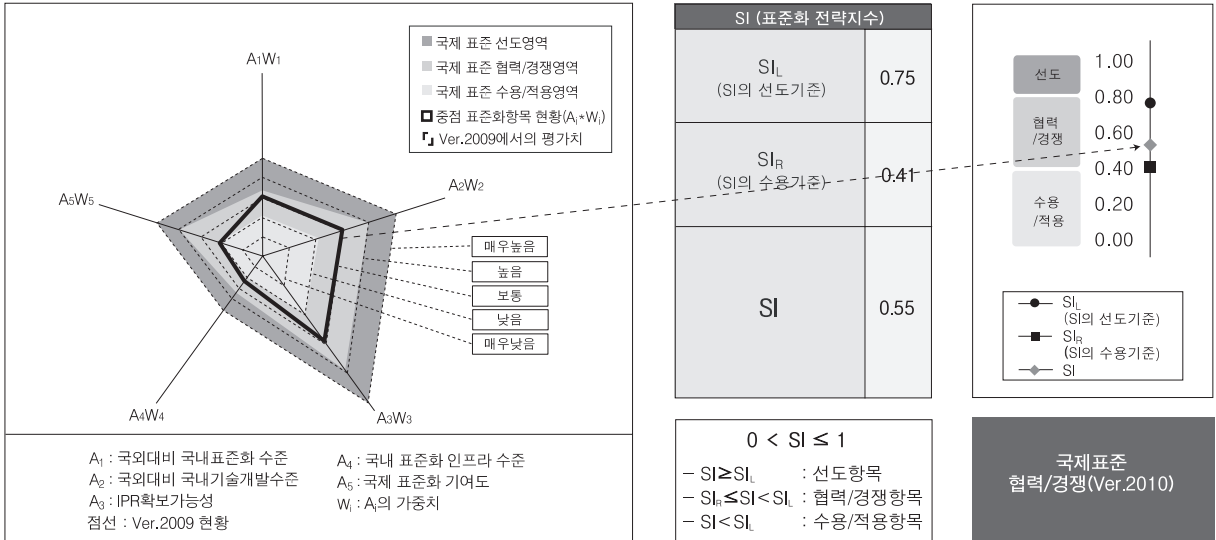 국제 표준 선도영역
국제 표준 협력/경쟁영역
국제 표준 수용/적용영역
중점 표준화항목 현황(Ai*Wi)
Ver.2009에서의 평가치
A1W1
A2W2
A5W5
A4W4
A3W3
매우높음
높음
보통
낮음
매우낮음
A1 : 국외대비 국내표준화 수준
A2 : 국외대비 국내기술개발수준
A3 : IPR확보가능성
점선 : Ver.2009 현황
A4 : 국내 표준화 인프라 수준
A5 : 국제 표준화 기여도
Wi : Ai의 가중치
SI (표준화 전략지수)
SIL
(SI의 선도기준)
0.75
SIR
(SI의 수용기준)
0.41
SI
0.55
0 < SI ≤ 1
– SI≥SIL : 선도항목
– SIR≤SI<SIL : 협력/경쟁항목
– SI<SIL : 수용/적용항목
선도
협력
/경쟁
수용
/적용
1.00
0.80
0.60
0.40
0.20
0.00
SIL
(SI의 선도기준)
SIR
(SI의 수용기준)
SI
국제표준
협력/경쟁(Ver.2010)